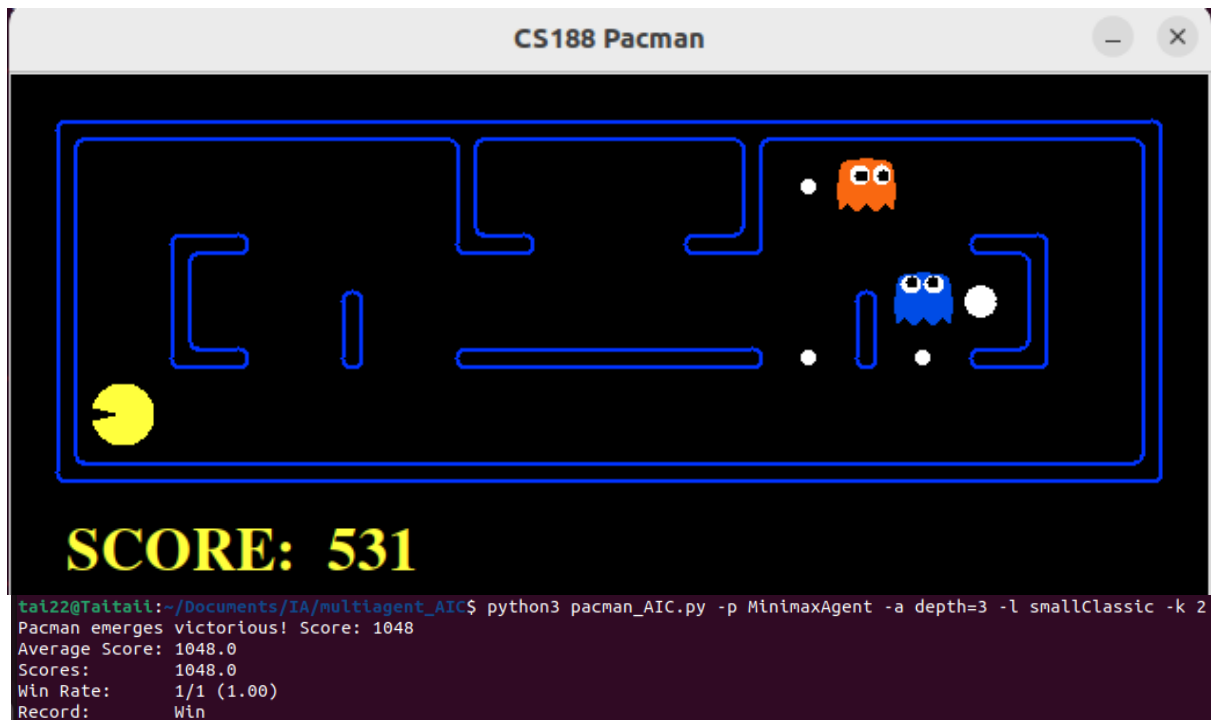 CS188 Pacman
SCORE: 531
tai22@Taitaii:~/Documents/IA/multiagent_AIC$ python3 pacman_AIC.py -p MinimaxAgent -a depth=3 -l smallClassic -k 2
Pacman emerges victorious! Score: 1048
Average Score: 1048.0
Scores:        1048.0
Win Rate:      1/1 (1.00)
Record:        Win